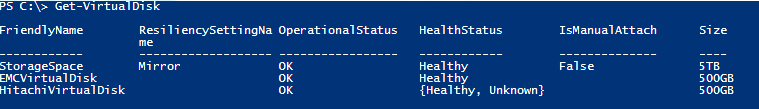 PS C:\> Get-VirtualDisk
FriendlyName ResiliencySettingNa OperationalStatus HealthStatus IsManualAttach Size
me
------------ ------------------- ----------------- ------------ -------------- ----
StorageSpace Mirror OK Healthy False 5TB
EMCVirtualDisk OK Healthy 500GB
HitachiVirtualDisk OK {Healthy, Unknown} 500GB